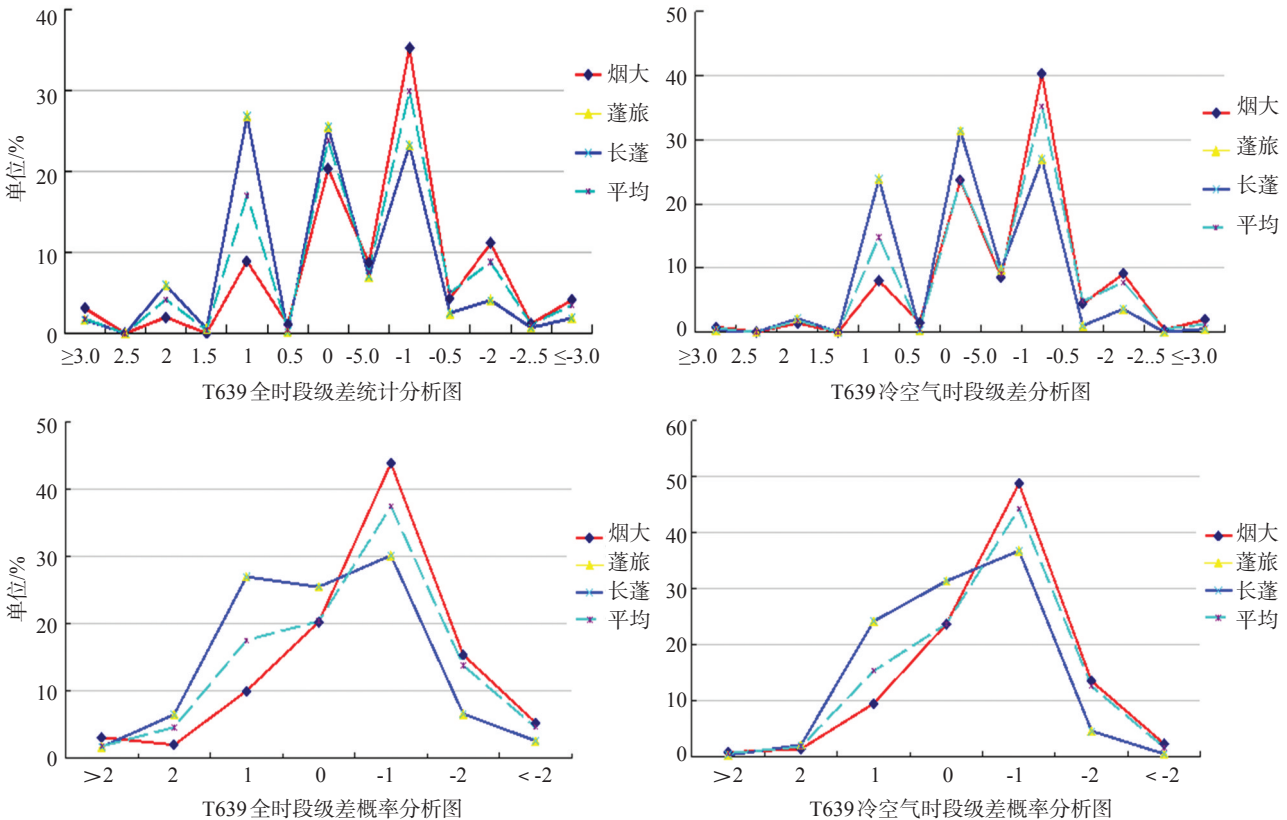 40
30
20
10
0
单位/%
≥3.0 2.5 2 1.5 1 0.5 0 -5.0 -1 -0.5 -2 -2..5 ≤-3.0
烟大
蓬旅
长蓬
平均
T639全时段级差统计分析图
50
40
30
20
10
0
≥3.0 2.5 2 1.5 1 0.5 0 -5.0 -1 -0.5 -2 -2..5 ≤-3.0
烟大
蓬旅
长蓬
平均
T639冷空气时段级差分析图
50
40
30
20
10
0
单位/%
>2 2 1 0 -1 -2 <-2
烟大
蓬旅
长蓬
平均
T639全时段级差概率分析图
60
50
40
30
20
10
0
>2 2 1 0 -1 -2 <-2
烟大
蓬旅
长蓬
平均
T639冷空气时段级差概率分析图